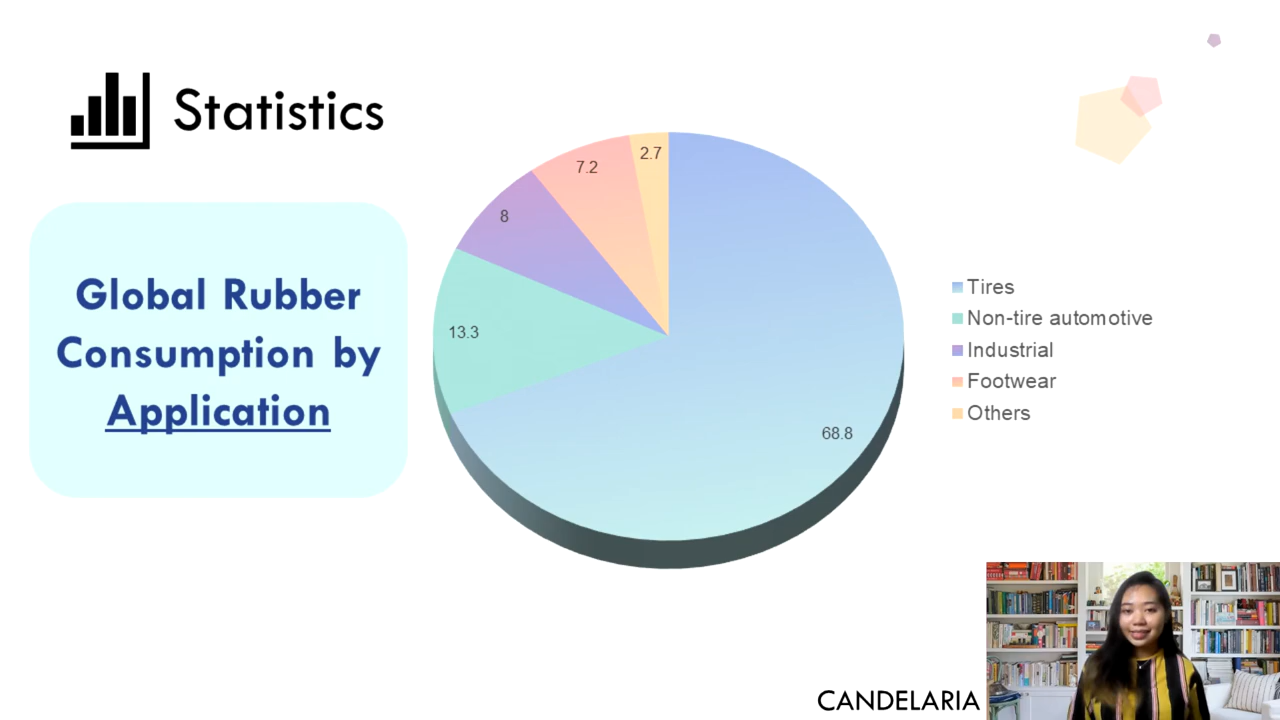 Statistics
Global Rubber
Consumption by
Application
2.7
7.2
8
13.3
68.8
Tires
Non-tire automotive
Industrial
Footwear
Others
CANDELARIA